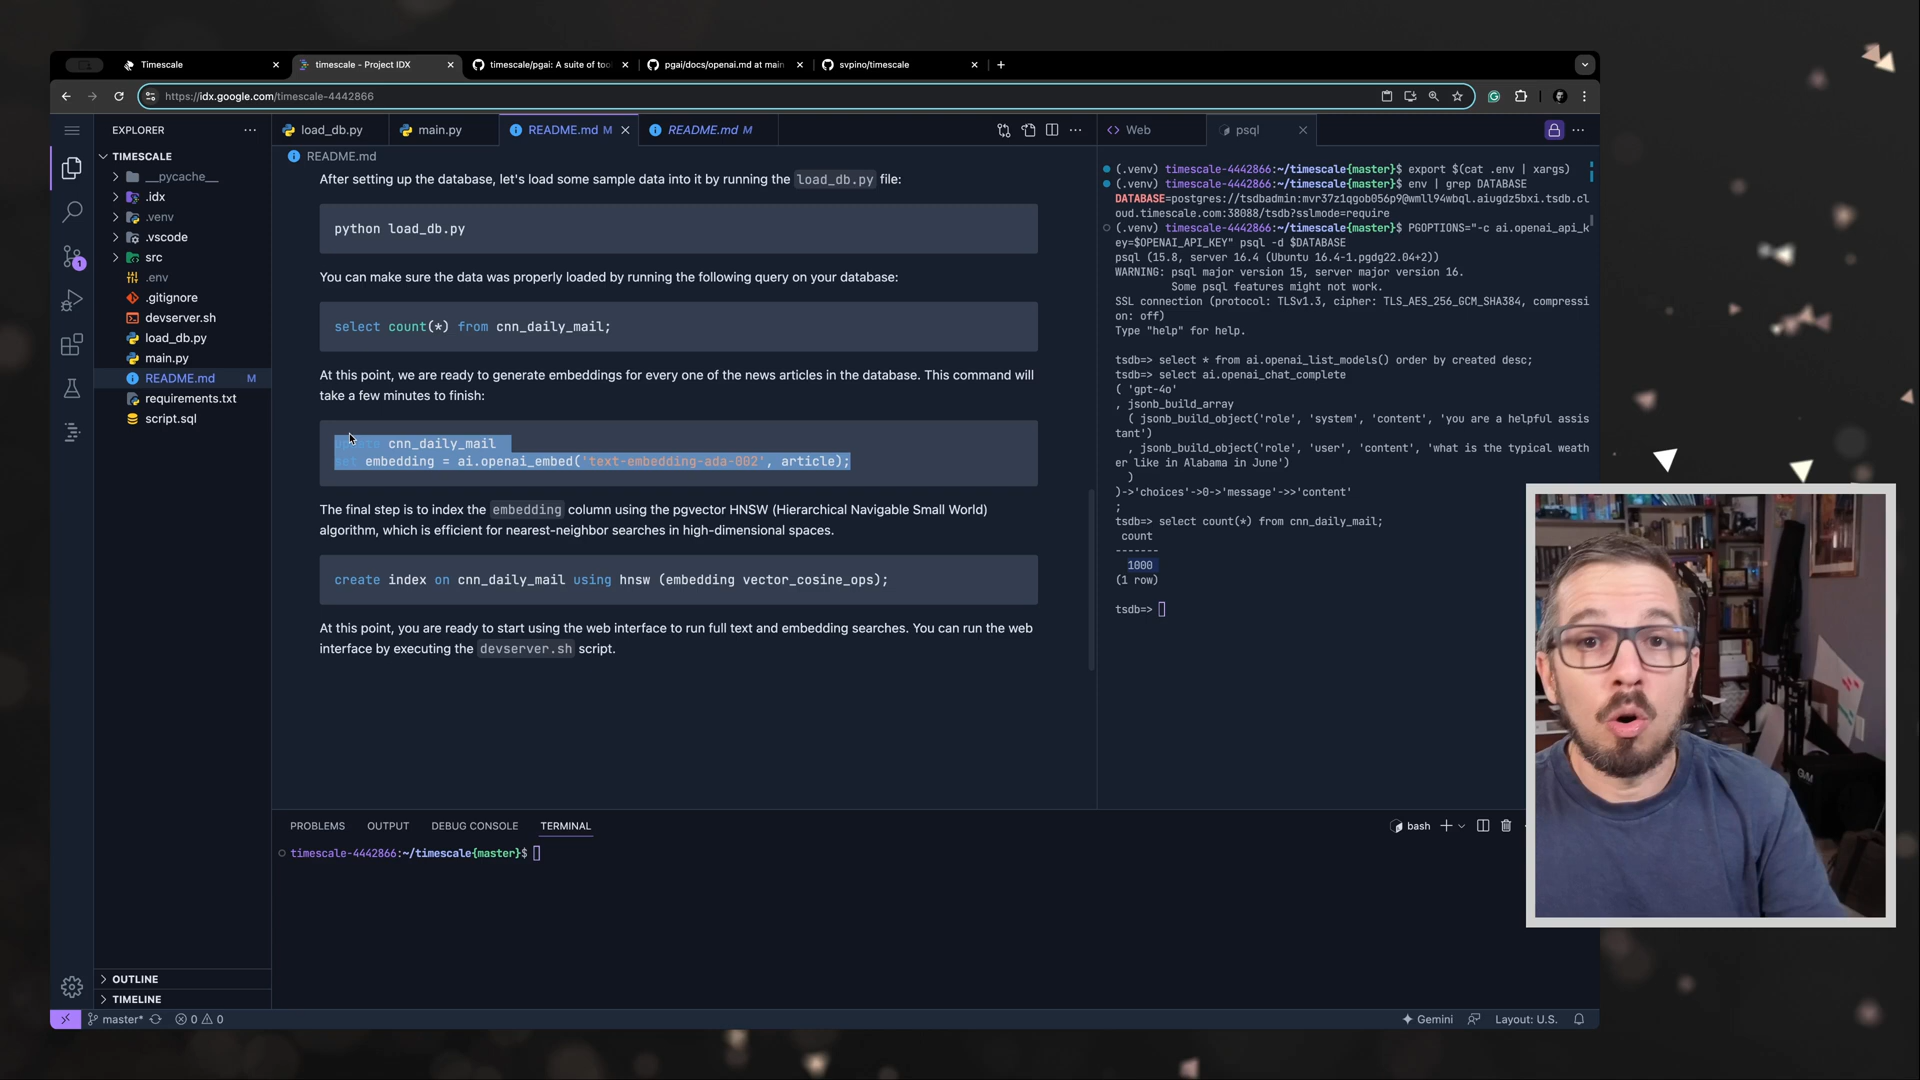 Timescale
timescale - Project IDX
timescale/pgai: A suite of too
pgai/docs/openai.md at main
svpino/timescale
https://idx.google.com/timescale-4442866
EXPLORER
TIMESCALE
__pycache__
.idx
.venv
.vscode
src
.env
.gitignore
devserver.sh
load_db.py
main.py
README.md M
requirements.txt
script.sql
OUTLINE
TIMELINE
1
load_db.py
main.py
README.md M
README.md M
README.md
After setting up the database, let's load some sample data into it by running the load_db.py file:
python load_db.py
You can make sure the data was properly loaded by running the following query on your database:
select count(*) from cnn_daily_mail;
At this point, we are ready to generate embeddings for every one of the news articles in the database. This command will
take a few minutes to finish:
update cnn_daily_mail
set embedding = ai.openai_embed('text-embedding-ada-002', article);
The final step is to index the embedding column using the pgvector HNSW (Hierarchical Navigable Small World)
algorithm, which is efficient for nearest-neighbor searches in high-dimensional spaces.
create index on cnn_daily_mail using hnsw (embedding vector_cosine_ops);
At this point, you are ready to start using the web interface to run full text and embedding searches. You can run the web
interface by executing the devserver.sh script.
Web
psql
(.venv) timescale-4442866:~/timescale{master}$ export $(cat .env | xargs)
(.venv) timescale-4442866:~/timescale{master}$ env | grep DATABASE
DATABASE=postgres://tsdbadmin:mvr37z1qgob056p9@wmll94wbql.aiugdz5bxi.tsdb.cl
oud.timescale.com:38088/tsdb?sslmode=require
(.venv) timescale-4442866:~/timescale{master}$ PGOPTIONS="-c ai.openai_api_k
ey=$OPENAI_API_KEY" psql -d $DATABASE
psql (15.8, server 16.4 (Ubuntu 16.4-1.pgdg22.04+2))
WARNING: psql major version 15, server major version 16.
Some psql features might not work.
SSL connection (protocol: TLSv1.3, cipher: TLS_AES_256_GCM_SHA384, compressi
on: off)
Type "help" for help.
tsdb=> select * from ai.openai_list_models() order by created desc;
tsdb=> select ai.openai_chat_complete
( 'gpt-4o'
, jsonb_build_array
( jsonb_build_object('role', 'system', 'content', 'you are a helpful assis
tant')
, jsonb_build_object('role', 'user', 'content', 'what is the typical weath
er like in Alabama in June')
)
)->'choices'->0->'message'->>'content'
;
tsdb=> select count(*) from cnn_daily_mail;
count
-------
1000
(1 row)
tsdb=>
PROBLEMS
OUTPUT
DEBUG CONSOLE
TERMINAL
bash
timescale-4442866:~/timescale{master}$
master*
0
0
Gemini
Layout: U.S.